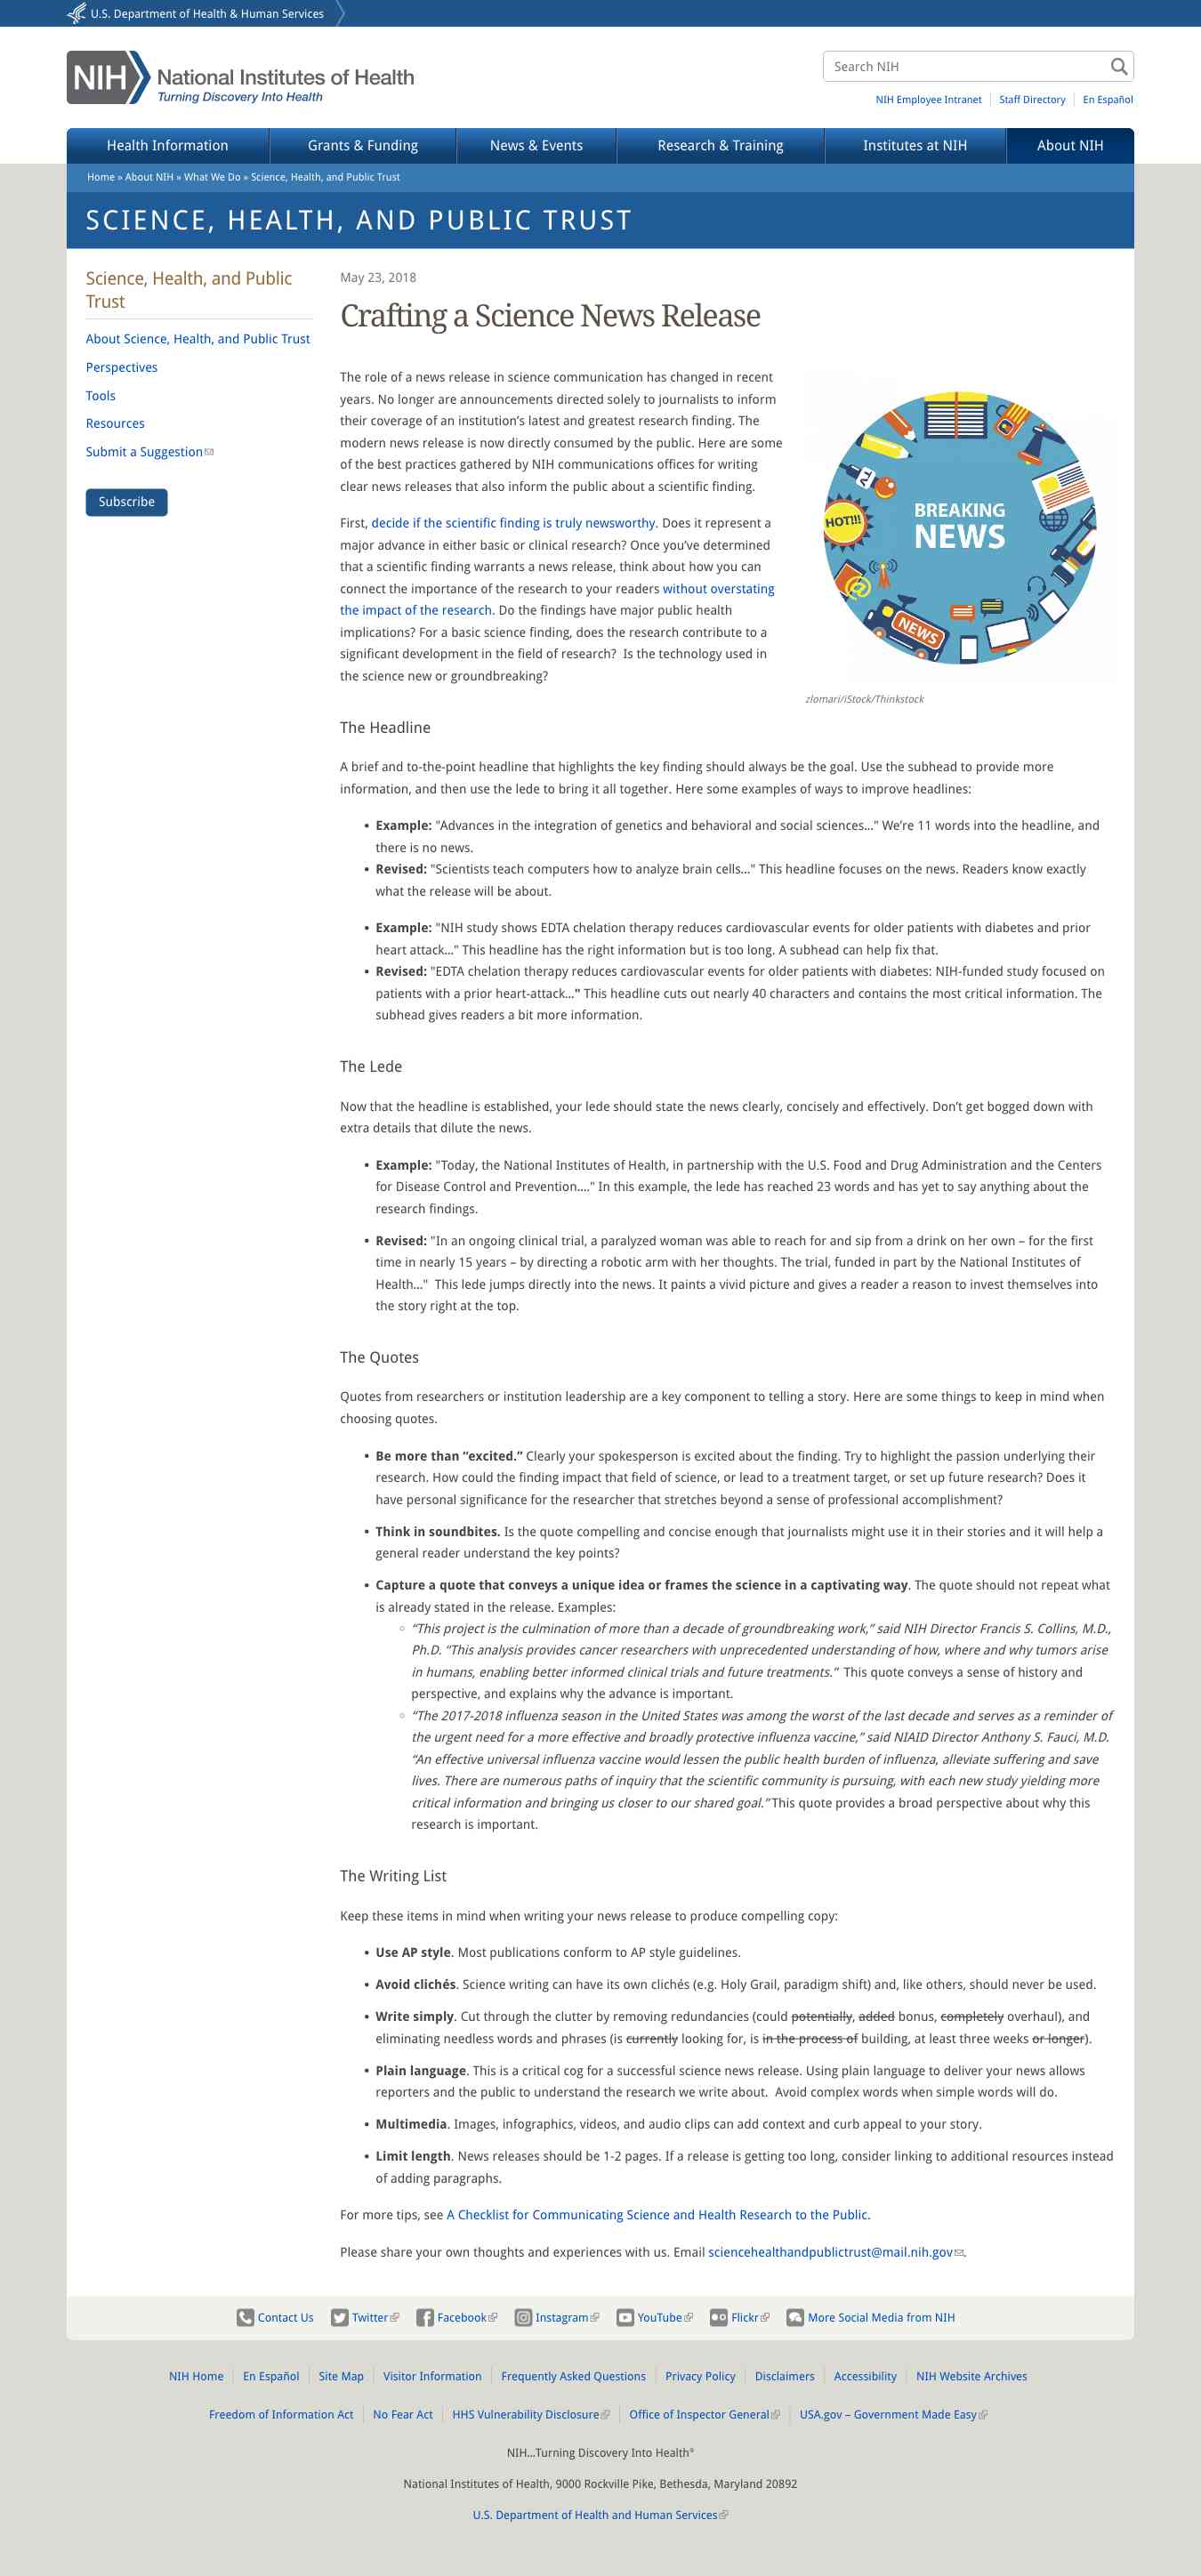 U.S. Department of Health & Human Services
NIH National Institutes of Health
Turning Discovery Into Health
Search NIH
NIH Employee Intranet
Staff Directory
En Español
Health Information
Grants & Funding
News & Events
Research & Training
Institutes at NIH
About NIH
Home » About NIH » What We Do » Science, Health, and Public Trust
SCIENCE, HEALTH, AND PUBLIC TRUST
Science, Health, and Public
Trust
About Science, Health, and Public Trust
Perspectives
Tools
Resources
Submit a Suggestion
Subscribe
May 23, 2018
Crafting a Science News Release
The role of a news release in science communication has changed in recent
years. No longer are announcements directed solely to journalists to inform
their coverage of an institution's latest and greatest research finding. The
modern news release is now directly consumed by the public. Here are some
of the best practices gathered by NIH communications offices for writing
clear news releases that also inform the public about a scientific finding.
First, decide if the scientific finding is truly newsworthy. Does it represent a
major advance in either basic or clinical research? Once you've determined
that a scientific finding warrants a news release, think about how you can
connect the importance of the research to your readers without overstating
the impact of the research. Do the findings have major public health
implications? For a basic science finding, does the research contribute to a
significant development in the field of research?  Is the technology used in
the science new or groundbreaking?
HOT!!!
BREAKING
NEWS
@
NEWS
zlomari/iStock/Thinkstock
The Headline
A brief and to-the-point headline that highlights the key finding should always be the goal. Use the subhead to provide more
information, and then use the lede to bring it all together. Here some examples of ways to improve headlines:
▪ Example: "Advances in the integration of genetics and behavioral and social sciences…" We're 11 words into the headline, and
there is no news.
▪ Revised: "Scientists teach computers how to analyze brain cells…" This headline focuses on the news. Readers know exactly
what the release will be about.
▪ Example: "NIH study shows EDTA chelation therapy reduces cardiovascular events for older patients with diabetes and prior
heart attack…" This headline has the right information but is too long. A subhead can help fix that.
▪ Revised: "EDTA chelation therapy reduces cardiovascular events for older patients with diabetes: NIH-funded study focused on
patients with a prior heart-attack…" This headline cuts out nearly 40 characters and contains the most critical information. The
subhead gives readers a bit more information.
The Lede
Now that the headline is established, your lede should state the news clearly, concisely and effectively. Don't get bogged down with
extra details that dilute the news.
▪ Example: "Today, the National Institutes of Health, in partnership with the U.S. Food and Drug Administration and the Centers
for Disease Control and Prevention…." In this example, the lede has reached 23 words and has yet to say anything about the
research findings.
▪ Revised: "In an ongoing clinical trial, a paralyzed woman was able to reach for and sip from a drink on her own – for the first
time in nearly 15 years – by directing a robotic arm with her thoughts. The trial, funded in part by the National Institutes of
Health…"  This lede jumps directly into the news. It paints a vivid picture and gives a reader a reason to invest themselves into
the story right at the top.
The Quotes
Quotes from researchers or institution leadership are a key component to telling a story. Here are some things to keep in mind when
choosing quotes.
▪ Be more than “excited.” Clearly your spokesperson is excited about the finding. Try to highlight the passion underlying their
research. How could the finding impact that field of science, or lead to a treatment target, or set up future research? Does it
have personal significance for the researcher that stretches beyond a sense of professional accomplishment?
▪ Think in soundbites. Is the quote compelling and concise enough that journalists might use it in their stories and it will help a
general reader understand the key points?
▪ Capture a quote that conveys a unique idea or frames the science in a captivating way. The quote should not repeat what
is already stated in the release. Examples:
○ “This project is the culmination of more than a decade of groundbreaking work,” said NIH Director Francis S. Collins, M.D.,
Ph.D. “This analysis provides cancer researchers with unprecedented understanding of how, where and why tumors arise
in humans, enabling better informed clinical trials and future treatments.”  This quote conveys a sense of history and
perspective, and explains why the advance is important.
○ “The 2017-2018 influenza season in the United States was among the worst of the last decade and serves as a reminder of
the urgent need for a more effective and broadly protective influenza vaccine,” said NIAID Director Anthony S. Fauci, M.D.
“An effective universal influenza vaccine would lessen the public health burden of influenza, alleviate suffering and save
lives. There are numerous paths of inquiry that the scientific community is pursuing, with each new study yielding more
critical information and bringing us closer to our shared goal.” This quote provides a broad perspective about why this
research is important.
The Writing List
Keep these items in mind when writing your news release to produce compelling copy:
▪ Use AP style. Most publications conform to AP style guidelines.
▪ Avoid clichés. Science writing can have its own clichés (e.g. Holy Grail, paradigm shift) and, like others, should never be used.
▪ Write simply. Cut through the clutter by removing redundancies (could potentially, added bonus, completely overhaul), and
eliminating needless words and phrases (is currently looking for, is in the process of building, at least three weeks or longer).
▪ Plain language. This is a critical cog for a successful science news release. Using plain language to deliver your news allows
reporters and the public to understand the research we write about.  Avoid complex words when simple words will do.
▪ Multimedia. Images, infographics, videos, and audio clips can add context and curb appeal to your story.
▪ Limit length. News releases should be 1-2 pages. If a release is getting too long, consider linking to additional resources instead
of adding paragraphs.
For more tips, see A Checklist for Communicating Science and Health Research to the Public.
Please share your own thoughts and experiences with us. Email sciencehealthandpublictrust@mail.nih.gov.
Contact Us
Twitter
Facebook
Instagram
YouTube
Flickr
More Social Media from NIH
NIH Home
En Español
Site Map
Visitor Information
Frequently Asked Questions
Privacy Policy
Disclaimers
Accessibility
NIH Website Archives
Freedom of Information Act
No Fear Act
HHS Vulnerability Disclosure
Office of Inspector General
USA.gov – Government Made Easy
NIH…Turning Discovery Into Health®
National Institutes of Health, 9000 Rockville Pike, Bethesda, Maryland 20892
U.S. Department of Health and Human Services